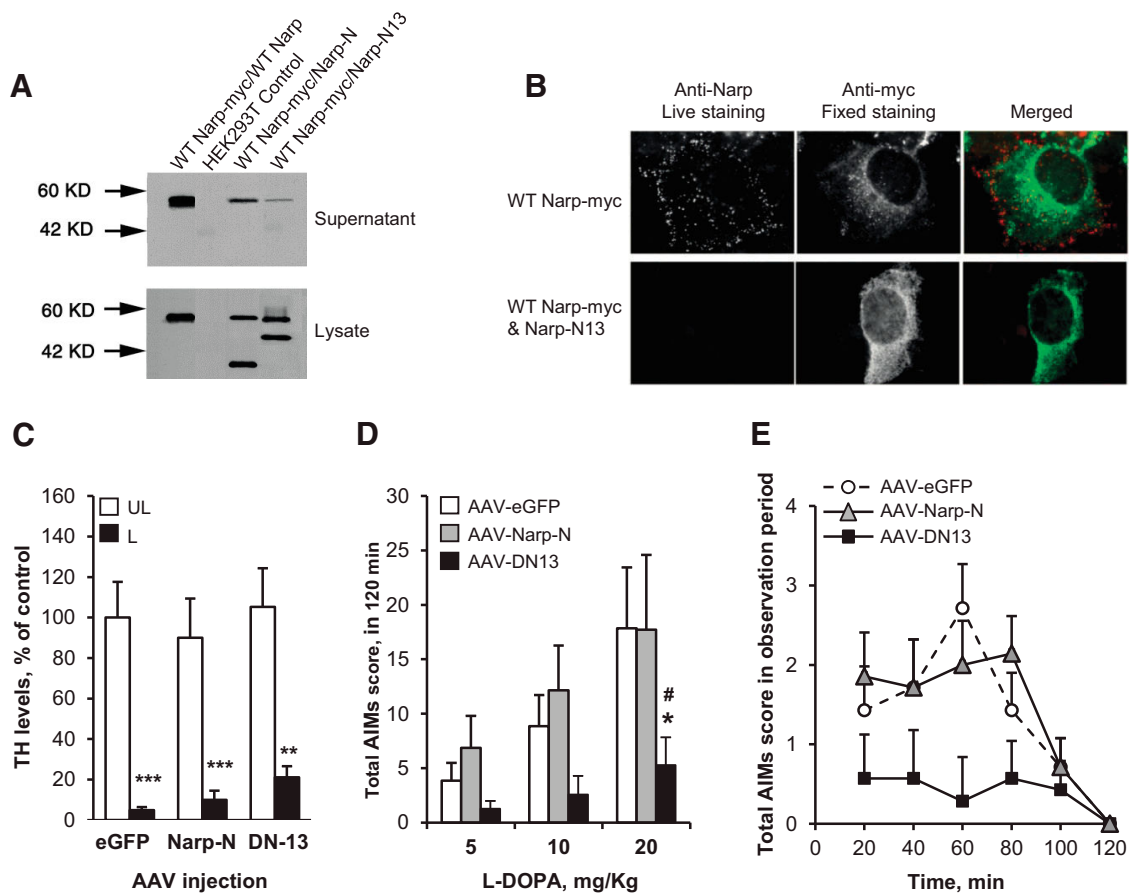 A
WT Narp-myc/WT Narp
HEK293T Control
WT Narp-myc/Narp-N
WT Narp-myc/Narp-N13
60 KD
42 KD
Supernatant
60 KD
42 KD
Lysate
B
Anti-Narp
Live staining
Anti-myc
Fixed staining
Merged
WT Narp-myc
WT Narp-myc
& Narp-N13
C
TH levels, % of control
160
140
120
100
80
60
40
20
0
UL
L
***
***
**
eGFP Narp-N DN-13
AAV injection
D
Total AIMs score, in 120 min
30
25
20
15
10
5
0
AAV-eGFP
AAV-Narp-N
AAV-DN13
#
*
5 10 20
L-DOPA, mg/Kg
E
Total AIMs score in observation period
4
3
2
1
0
AAV-eGFP
AAV-Narp-N
AAV-DN13
0 20 40 60 80 100 120
Time, min